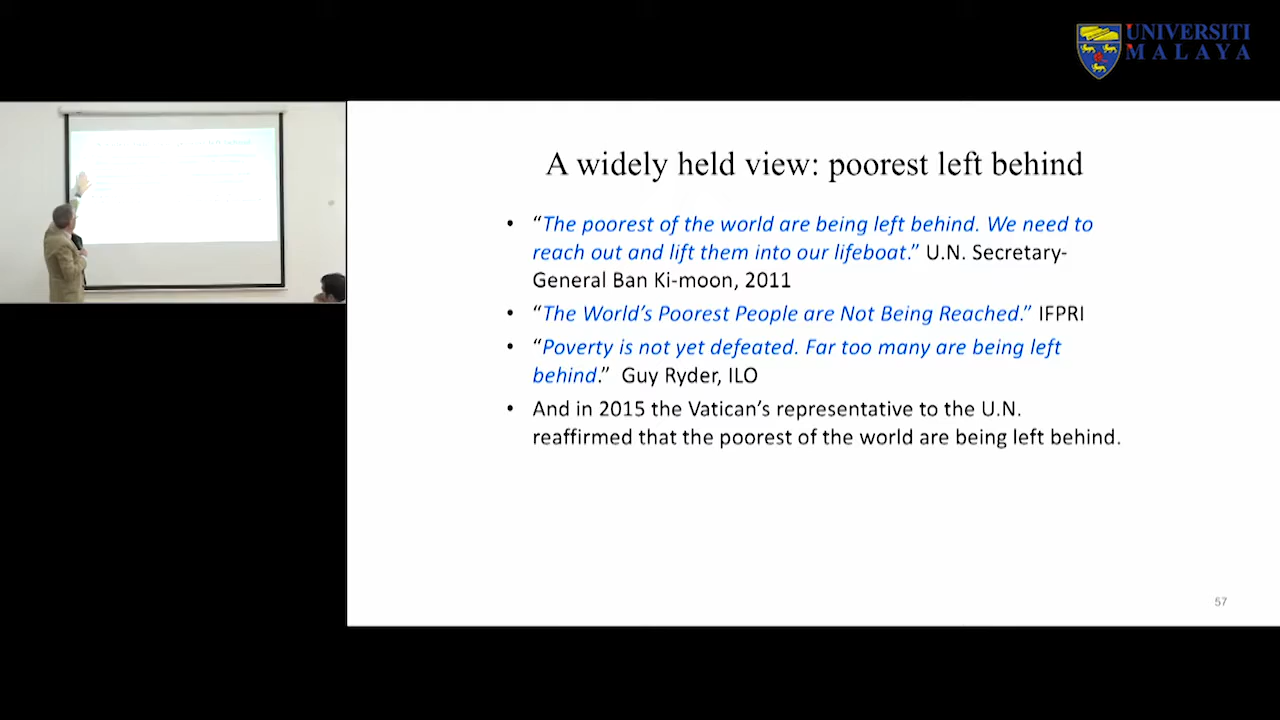 UNIVERSITI
MALAYA
A widely held view: poorest left behind
• “The poorest of the world are being left behind. We need to
reach out and lift them into our lifeboat.” U.N. Secretary-
General Ban Ki-moon, 2011
• “The World’s Poorest People are Not Being Reached.” IFPRI
• “Poverty is not yet defeated. Far too many are being left
behind.”  Guy Ryder, ILO
• And in 2015 the Vatican’s representative to the U.N.
reaffirmed that the poorest of the world are being left behind.
57